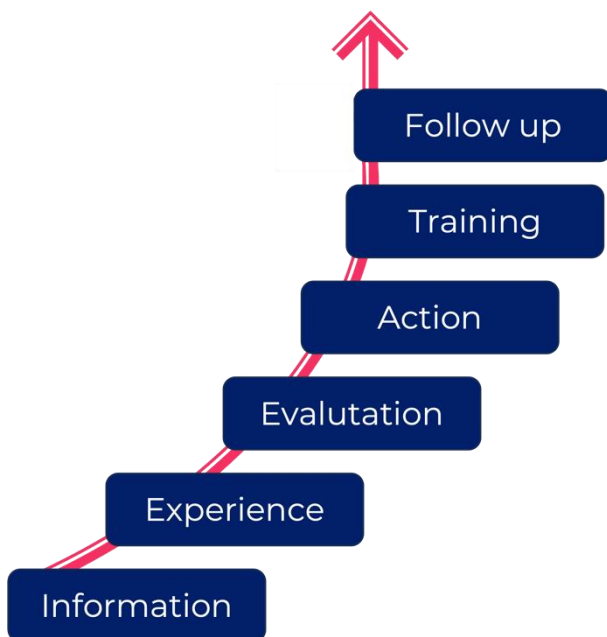 Follow up
Training
Action
Evalutation
Experience
Information